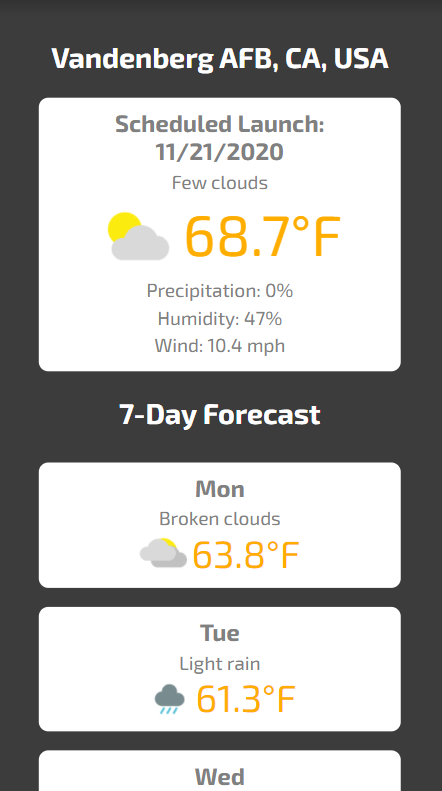 Vandenberg AFB, CA, USA
Scheduled Launch:
11/21/2020
Few clouds
68.7°F
Precipitation: 0%
Humidity: 47%
Wind: 10.4 mph
7-Day Forecast
Mon
Broken clouds
63.8°F
Tue
Light rain
61.3°F
Wed